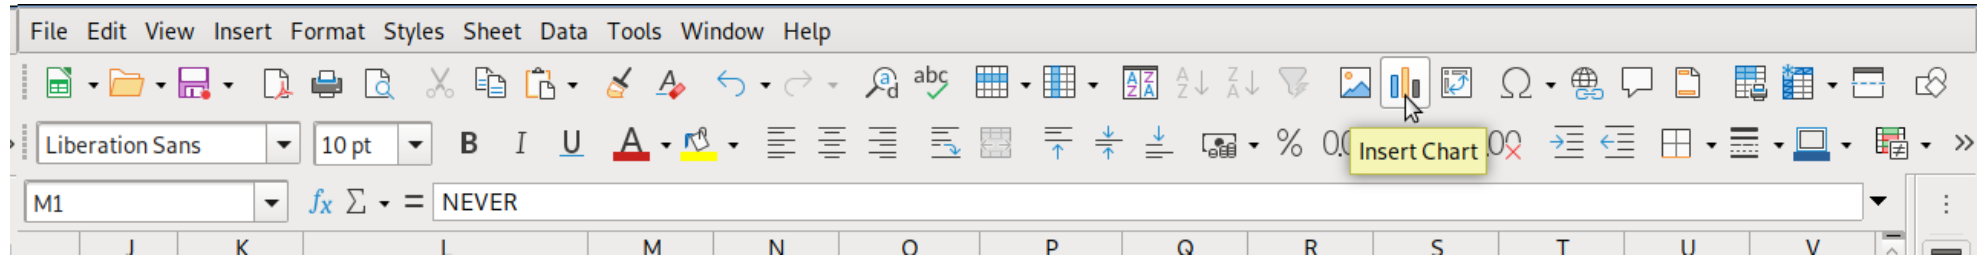 File Edit View Insert Format Styles Sheet Data Tools Window Help
abc
Liberation Sans 10 pt B I U A % Insert Chart
M1 fx Σ = NEVER
J K L M N O P Q R S T U V